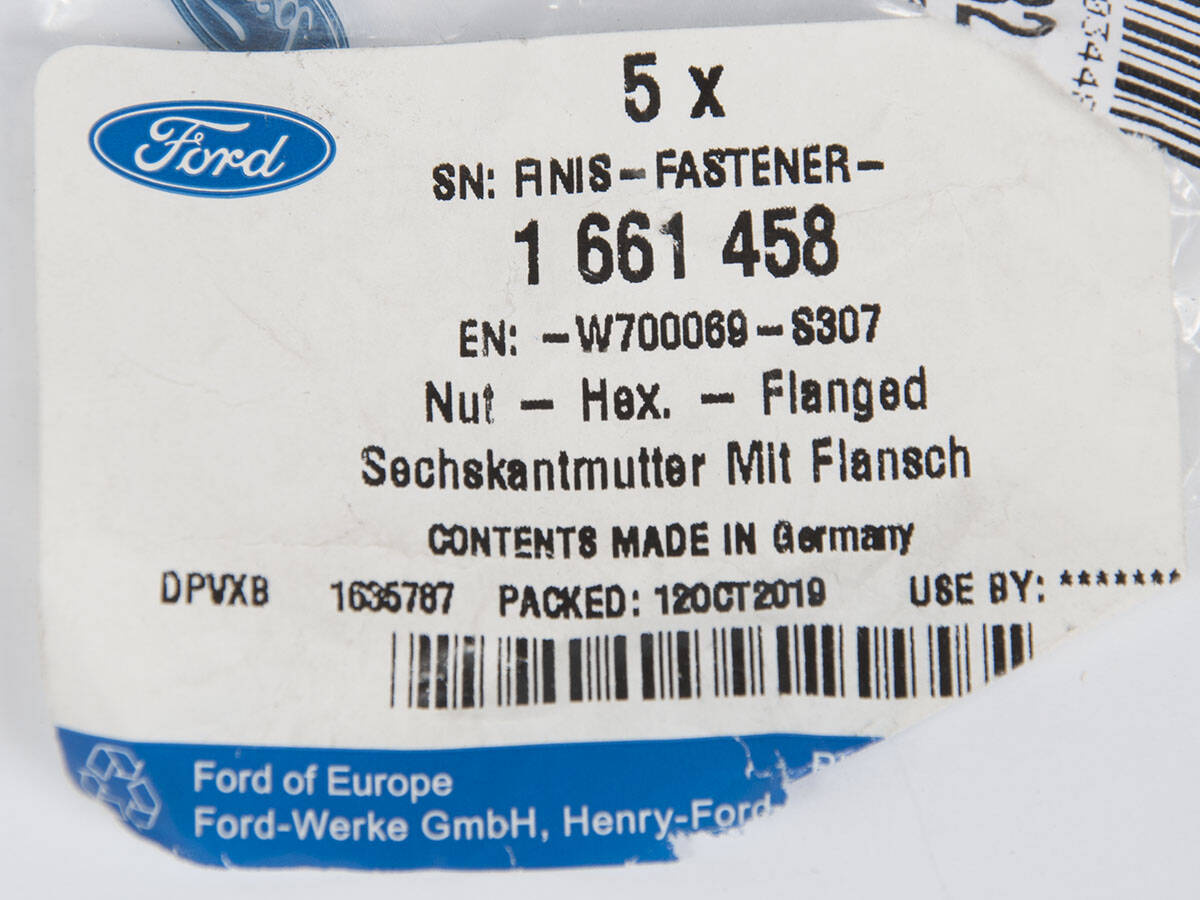 Ford
5 x
SN: FINIS-FASTENER-
1 661 458
EN: -W700069-S307
Nut - Hex. - Flanged
Sechskantmutter Mit Flansch
CONTENTS MADE IN Germany
DPVXB 1635787 PACKED: 12OCT2019 USE BY: *******
Ford of Europe
Ford-Werke GmbH, Henry-Ford-